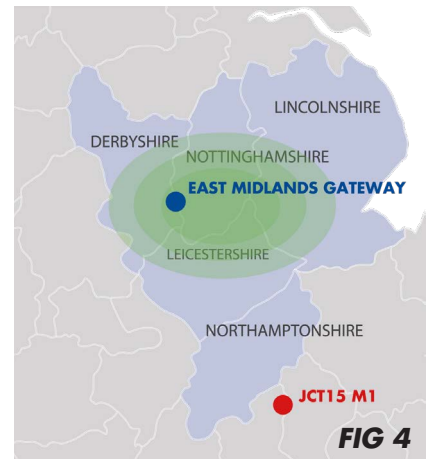 LINCOLNSHIRE
DERBYSHIRE
NOTTINGHAMSHIRE
EAST MIDLANDS GATEWAY
LEICESTERSHIRE
NORTHAMPTONSHIRE
JCT15 M1
FIG 4